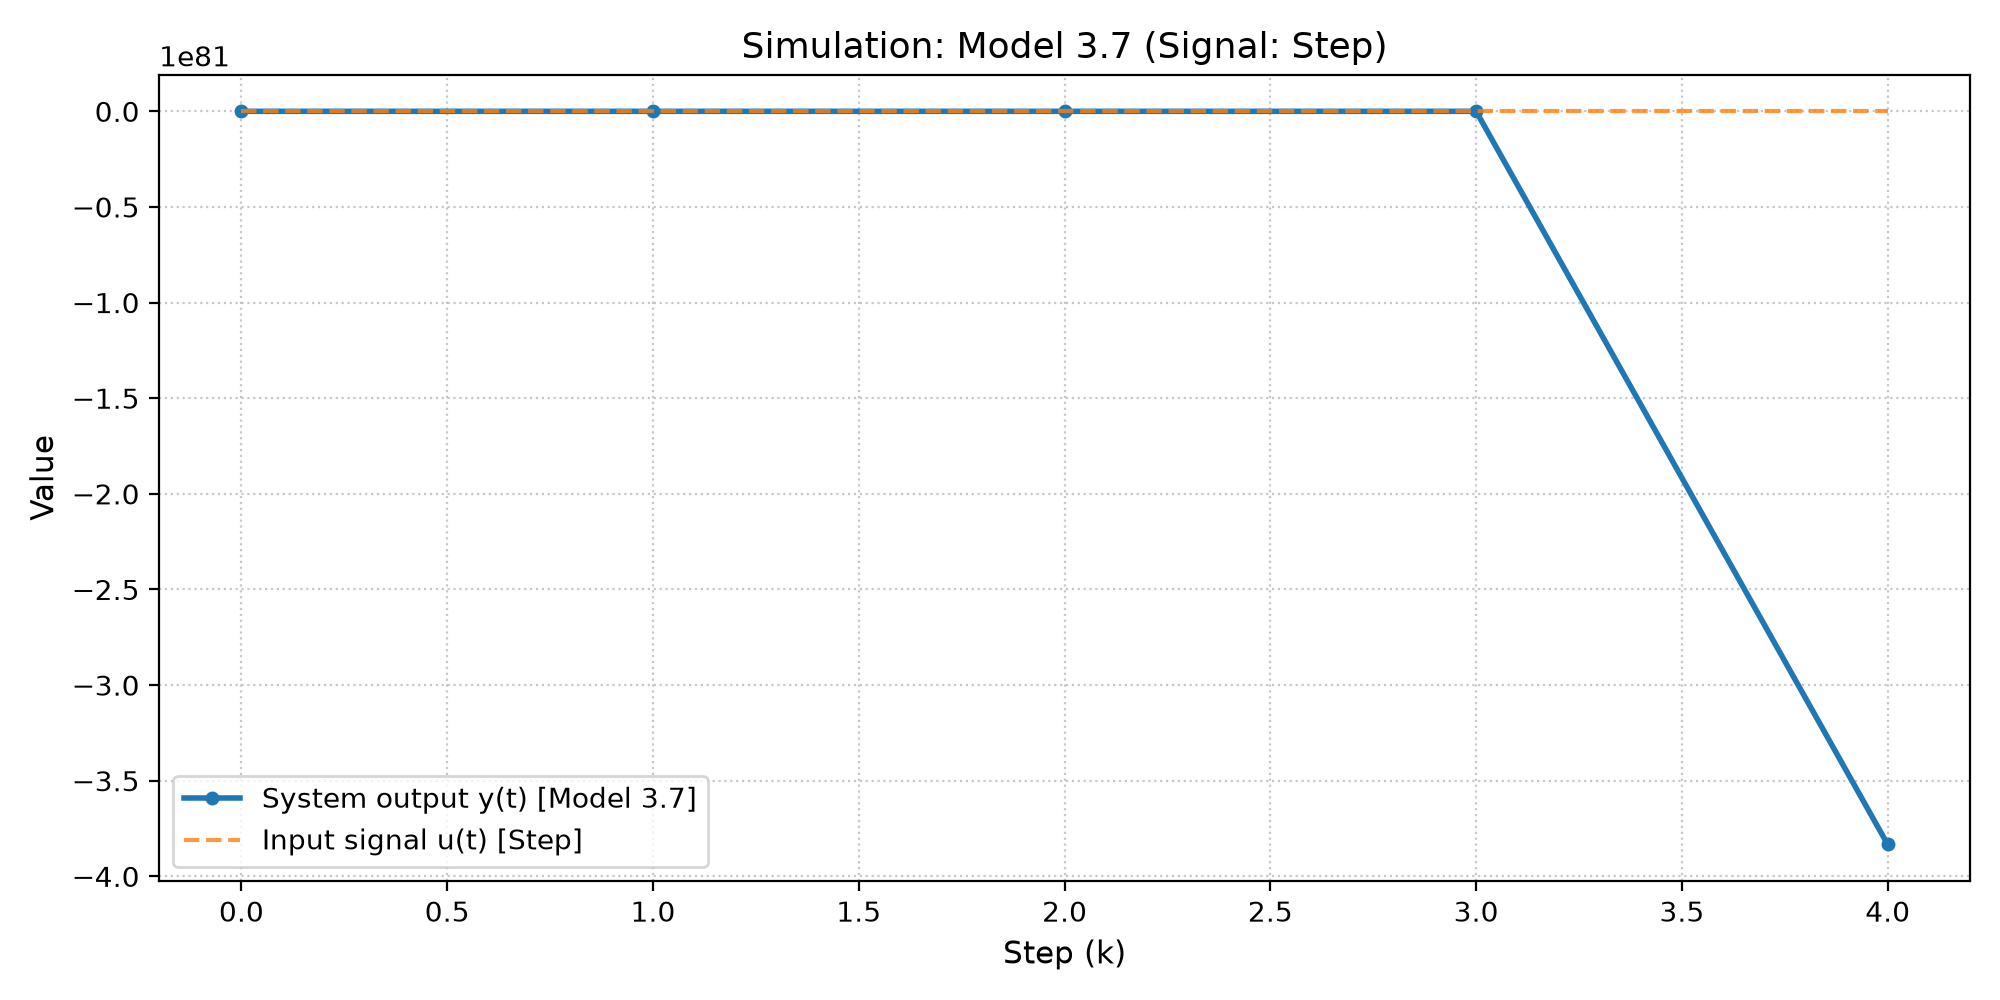 Simulation: Model 3.7 (Signal: Step)
1e81
0.0
−0.5
−1.0
−1.5
−2.0
−2.5
−3.0
−3.5
−4.0
Value
System output y(t) [Model 3.7]
Input signal u(t) [Step]
0.0 0.5 1.0 1.5 2.0 2.5 3.0 3.5 4.0
Step (k)